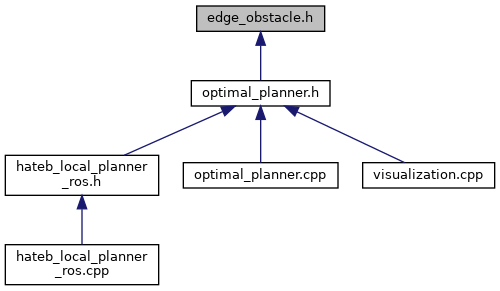 edge_obstacle.h
optimal_planner.h
hateb_local_planner
_ros.h
optimal_planner.cpp
visualization.cpp
hateb_local_planner
_ros.cpp